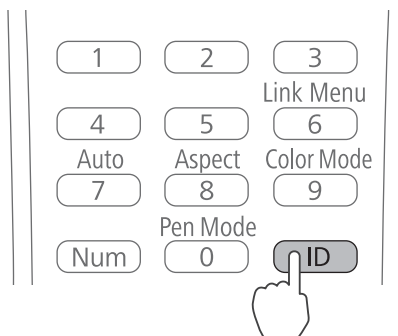 1 2 3
Link Menu
4 5 6
Auto Aspect Color Mode
7 8 9
Pen Mode
Num 0 ID